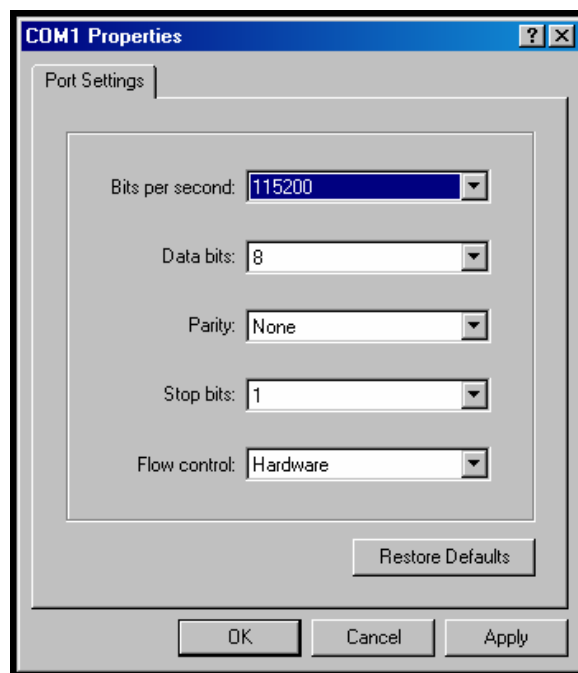 COM1 Properties
Port Settings
Bits per second: 115200
Data bits: 8
Parity: None
Stop bits: 1
Flow control: Hardware
Restore Defaults
OK Cancel Apply